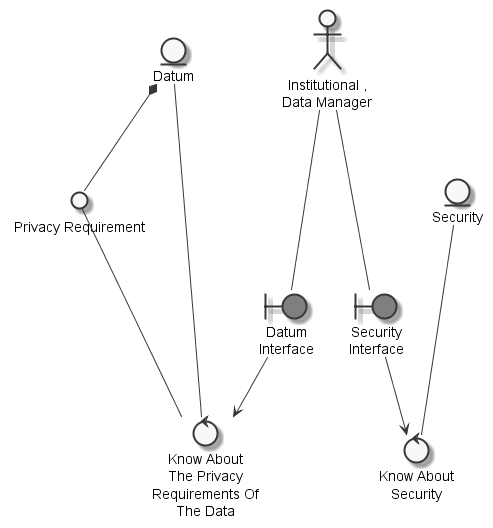 Datum
Institutional ,
Data Manager
Privacy Requirement
Security
Datum
Interface
Security
Interface
Know About
The Privacy
Requirements Of
The Data
Know About
Security